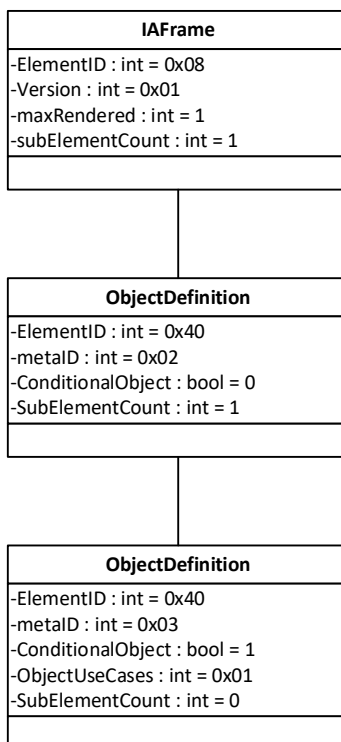 IAFrame
-ElementID : int = 0x08
-Version : int = 0x01
-maxRendered : int = 1
-subElementCount : int = 1
ObjectDefinition
-ElementID : int = 0x40
-metaID : int = 0x02
-ConditionalObject : bool = 0
-SubElementCount : int = 1
ObjectDefinition
-ElementID : int = 0x40
-metaID : int = 0x03
-ConditionalObject : bool = 1
-ObjectUseCases : int = 0x01
-SubElementCount : int = 0